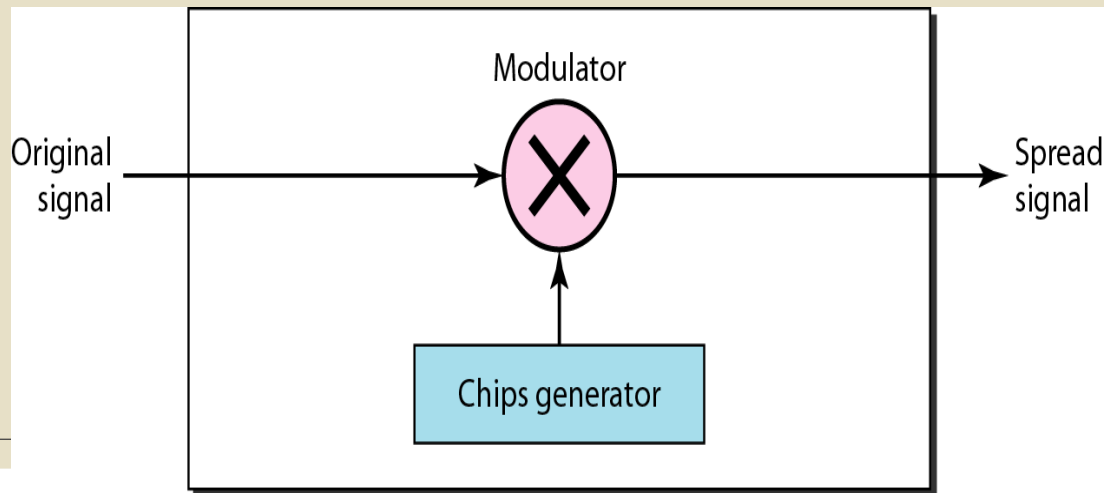 Modulator
Original
signal
Spread
signal
Chips generator